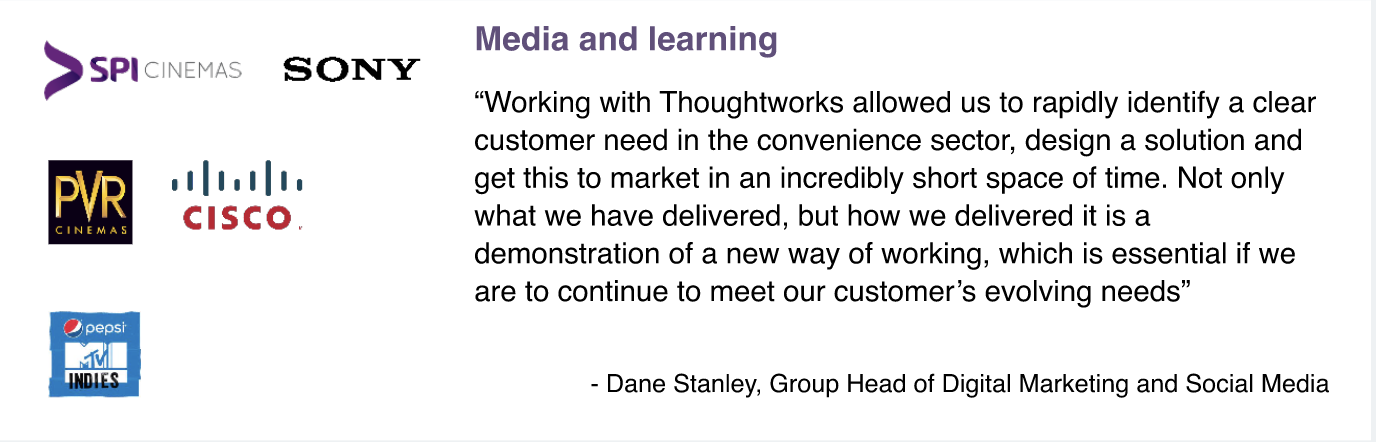 SPI CINEMAS
SONY
PVR
CINEMAS
CISCO
pepsi
MTV
INDIES
Media and learning
“Working with Thoughtworks allowed us to rapidly identify a clear
customer need in the convenience sector, design a solution and
get this to market in an incredibly short space of time. Not only
what we have delivered, but how we delivered it is a
demonstration of a new way of working, which is essential if we
are to continue to meet our customer’s evolving needs”
- Dane Stanley, Group Head of Digital Marketing and Social Media